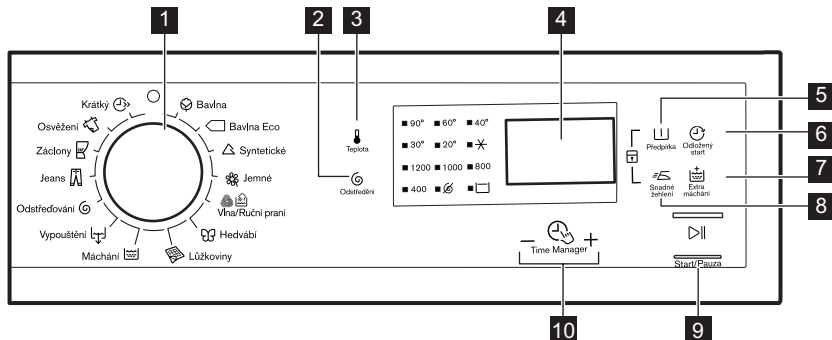 1
2
3
4
5
6
7
8
9
10
Krátký
Osvěžení
Záclony
Jeans
Odstřeďování
Vypouštění
Máchání
Bavlna
Bavlna Eco
Syntetické
Jemné
Vlna/Ruční praní
Hedvábí
Lůžkoviny
Teplota
Odstředění
90° 60° 40°
30° 20°
1200 1000 800
400
Předpírka
Odložený
start
Snadné
žehlení
Extra
máchání
− Time Manager +
Start/Pauza